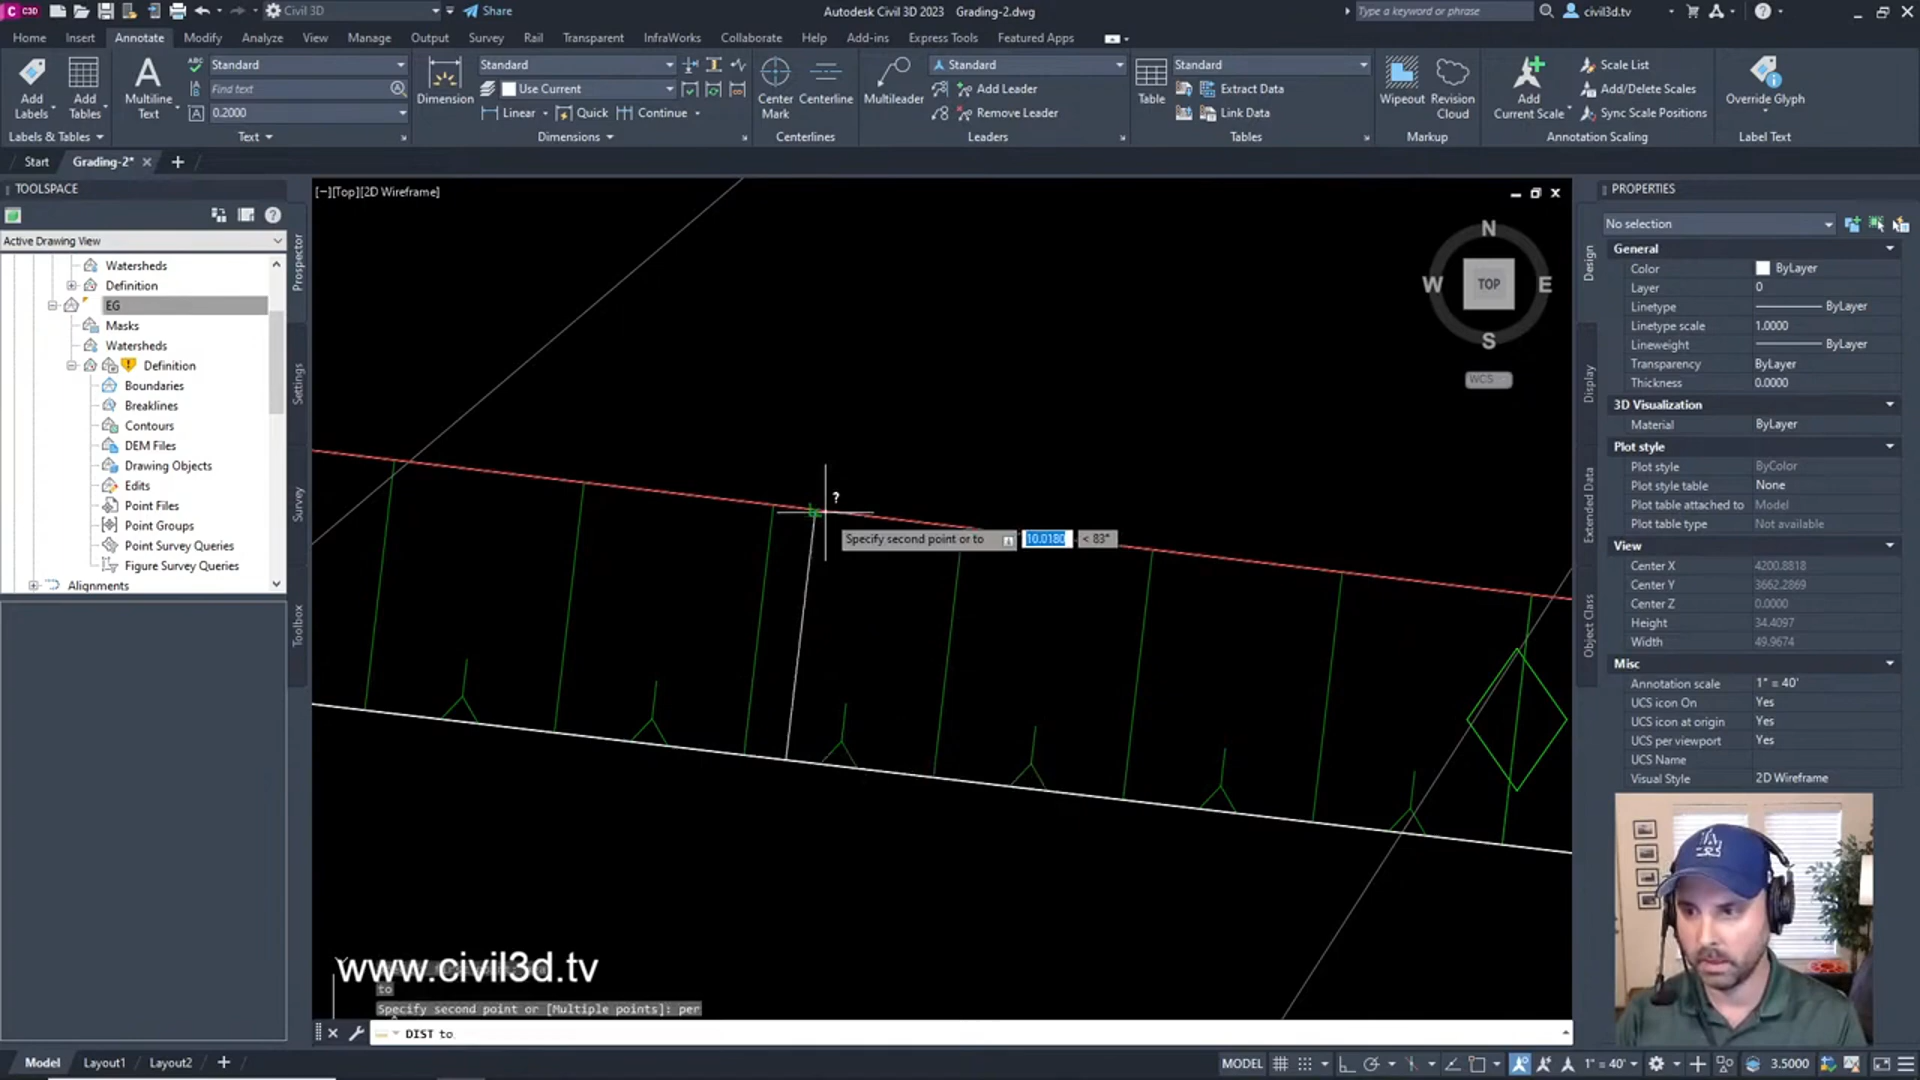 C3D Civil 3D Share Autodesk Civil 3D 2023 Grading-2.dwg Type a keyword or phrase civil3d.tv
Home Insert Annotate Modify Analyze View Manage Output Survey Rail Transparent InfraWorks Collaborate Help Add-ins Express Tools Featured Apps
Add Labels
Add Tables
Labels & Tables
Multiline Text
ABC Standard
Find text
0.2000
Text
Dimension
Standard
Use Current
Linear Quick Continue
Dimensions
Center Mark
Centerline
Centerlines
Multileader
Standard
Add Leader
Remove Leader
Leaders
Table
Standard
Extract Data
Link Data
Tables
Wipeout
Revision Cloud
Markup
Add Current Scale
Scale List
Add/Delete Scales
Sync Scale Positions
Annotation Scaling
Override Glyph
Label Text
Start Grading-2*
TOOLSPACE
Active Drawing View
Watersheds
Definition
EG
Masks
Watersheds
Definition
Boundaries
Breaklines
Contours
DEM Files
Drawing Objects
Edits
Point Files
Point Groups
Point Survey Queries
Figure Survey Queries
Alignments
Prospector
Settings
Survey
Toolbox
[−][Top][2D Wireframe]
N
W TOP E
S
WCS
?
Specify second point or to 10.0180 < 83°
www.civil3d.tv
to
Specify second point or [Multiple points]: per
DIST to
PROPERTIES
No selection
Design
Display
Extended Data
Object Class
General
Color ByLayer
Layer 0
Linetype ByLayer
Linetype scale 1.0000
Lineweight ByLayer
Transparency ByLayer
Thickness 0.0000
3D Visualization
Material ByLayer
Plot style
Plot style ByColor
Plot style table None
Plot table attached to Model
Plot table type Not available
View
Center X 4200.8818
Center Y 3662.2869
Center Z 0.0000
Height 34.4097
Width 49.9674
Misc
Annotation scale 1" = 40'
UCS icon On Yes
UCS icon at origin Yes
UCS per viewport Yes
UCS Name
Visual Style 2D Wireframe
Model Layout1 Layout2
MODEL 1" = 40' 3.5000